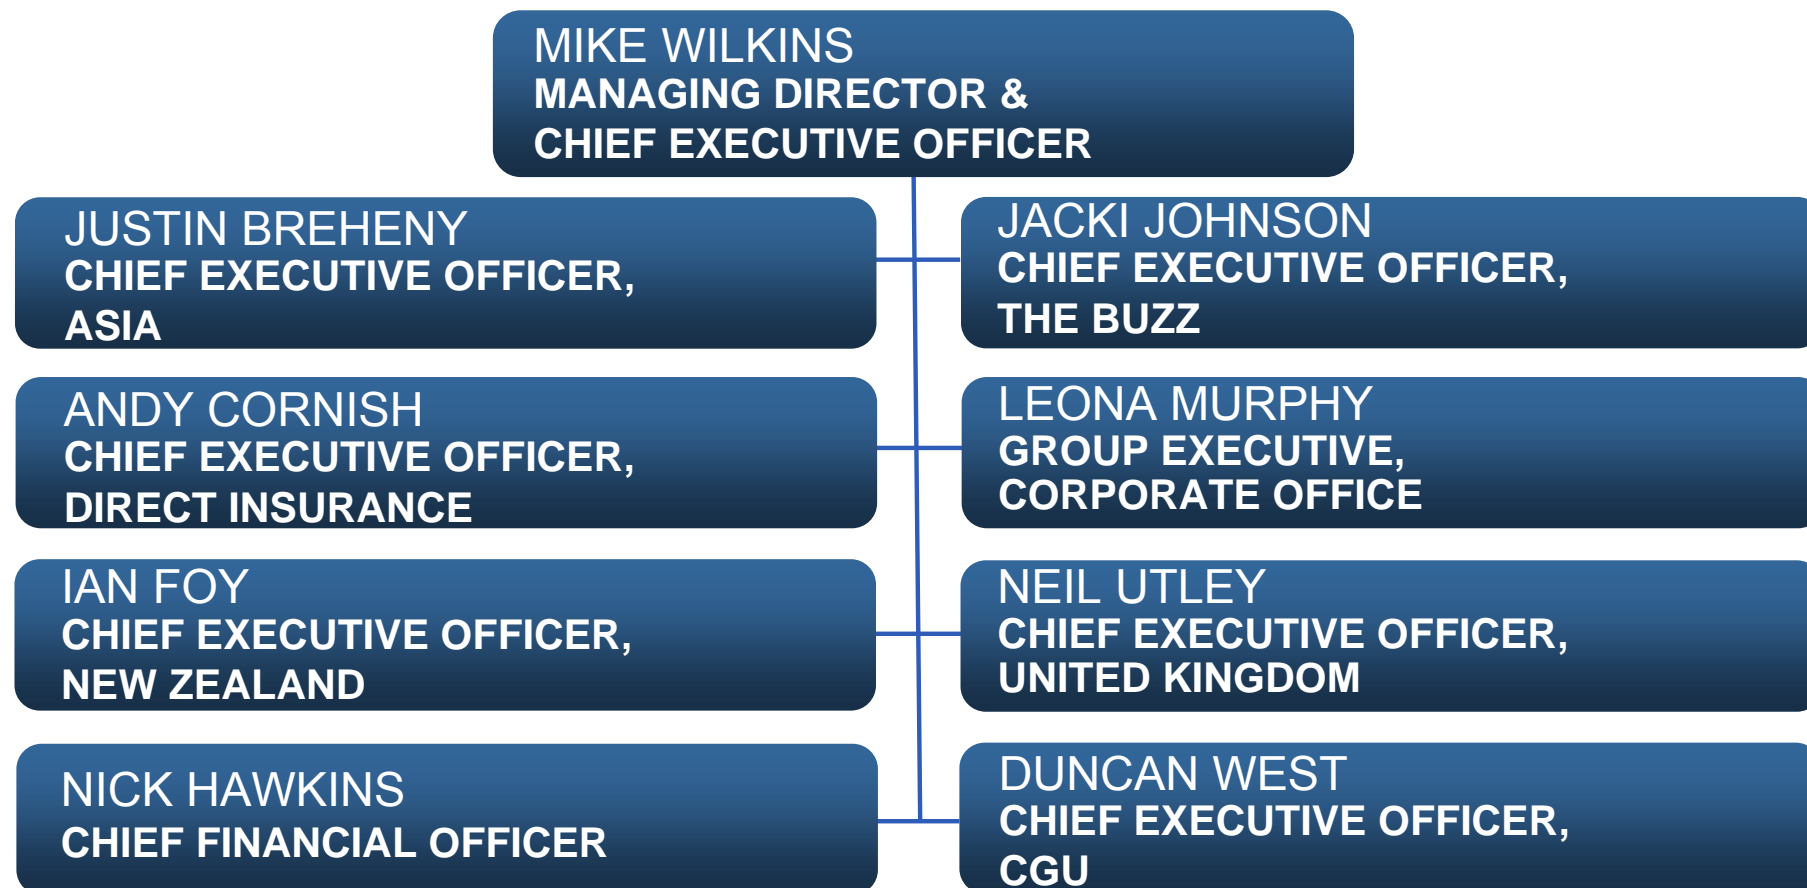 MIKE WILKINS
MANAGING DIRECTOR &
CHIEF EXECUTIVE OFFICER
JUSTIN BREHENY
CHIEF EXECUTIVE OFFICER,
ASIA
JACKI JOHNSON
CHIEF EXECUTIVE OFFICER,
THE BUZZ
ANDY CORNISH
CHIEF EXECUTIVE OFFICER,
DIRECT INSURANCE
LEONA MURPHY
GROUP EXECUTIVE,
CORPORATE OFFICE
IAN FOY
CHIEF EXECUTIVE OFFICER,
NEW ZEALAND
NEIL UTLEY
CHIEF EXECUTIVE OFFICER,
UNITED KINGDOM
NICK HAWKINS
CHIEF FINANCIAL OFFICER
DUNCAN WEST
CHIEF EXECUTIVE OFFICER,
CGU